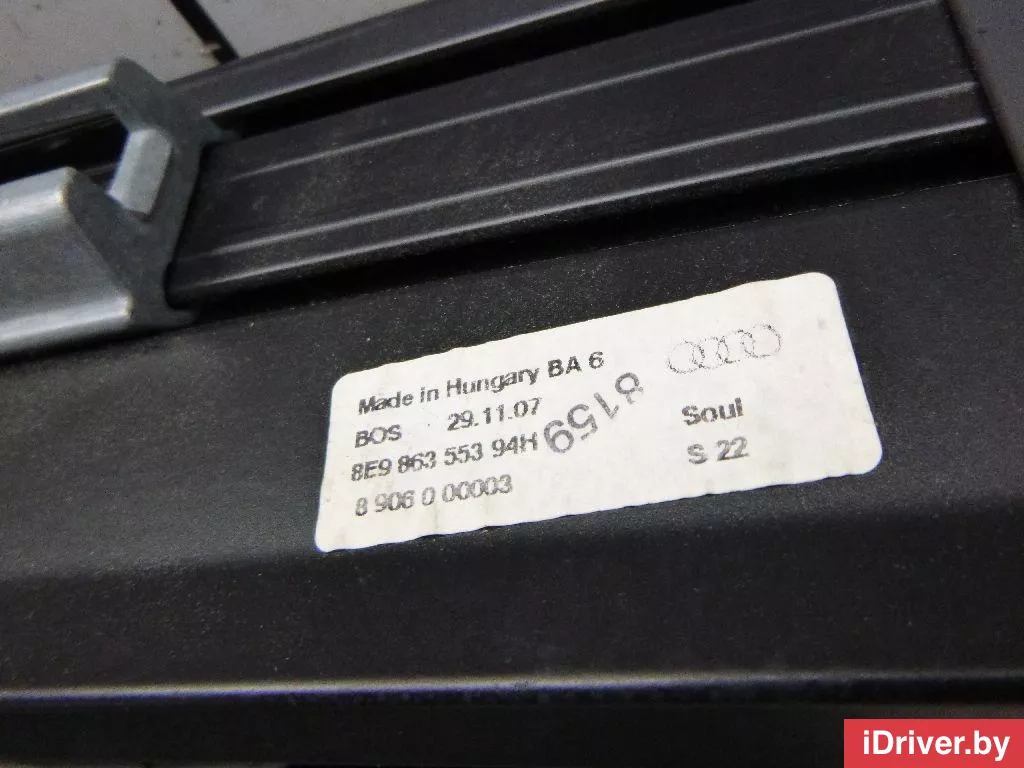 Made in Hungary BA 6
BOS 29.11.07
8E9 863 553 94H
8 906 0 00003
8159
Soul
S 22
iDriver.by